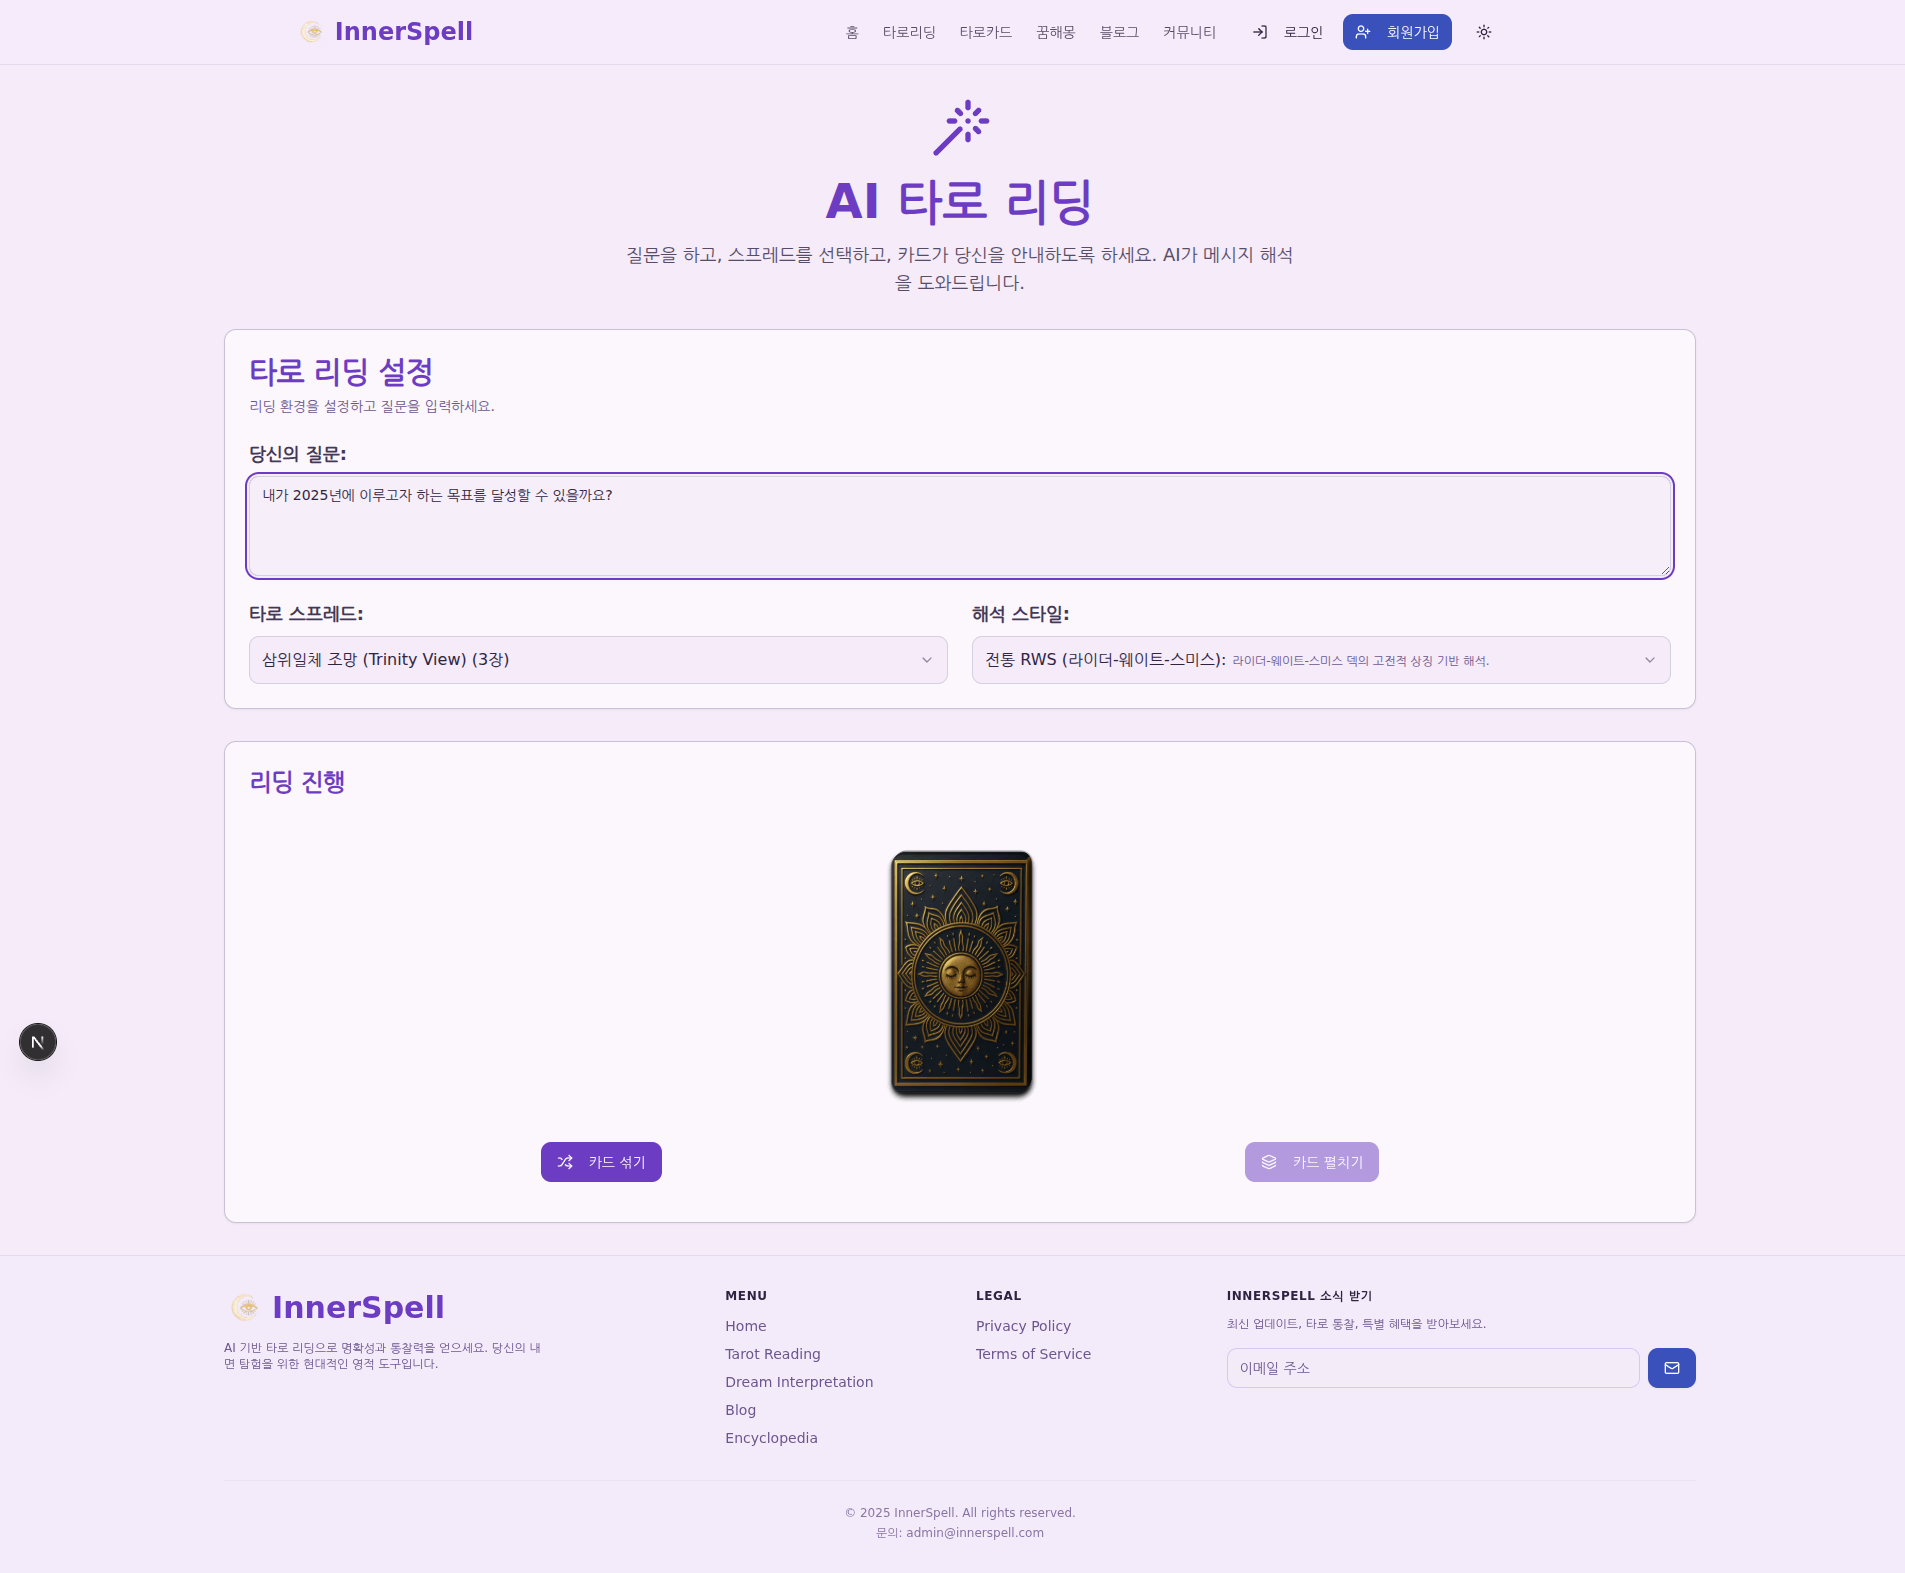 InnerSpell
홈 타로리딩 타로카드 꿈해몽 블로그 커뮤니티 로그인 회원가입
AI 타로 리딩
질문을 하고, 스프레드를 선택하고, 카드가 당신을 안내하도록 하세요. AI가 메시지 해석
을 도와드립니다.
타로 리딩 설정
리딩 환경을 설정하고 질문을 입력하세요.
당신의 질문:
내가 2025년에 이루고자 하는 목표를 달성할 수 있을까요?
타로 스프레드:
삼위일체 조망 (Trinity View) (3장)
해석 스타일:
전통 RWS (라이더-웨이트-스미스): 라이더-웨이트-스미스 덱의 고전적 상징 기반 해석.
리딩 진행
카드 섞기
카드 펼치기
N
InnerSpell
AI 기반 타로 리딩으로 명확성과 통찰력을 얻으세요. 당신의 내
면 탐험을 위한 현대적인 영적 도구입니다.
MENU
Home
Tarot Reading
Dream Interpretation
Blog
Encyclopedia
LEGAL
Privacy Policy
Terms of Service
INNERSPELL 소식 받기
최신 업데이트, 타로 통찰, 특별 혜택을 받아보세요.
이메일 주소
© 2025 InnerSpell. All rights reserved.
문의: admin@innerspell.com